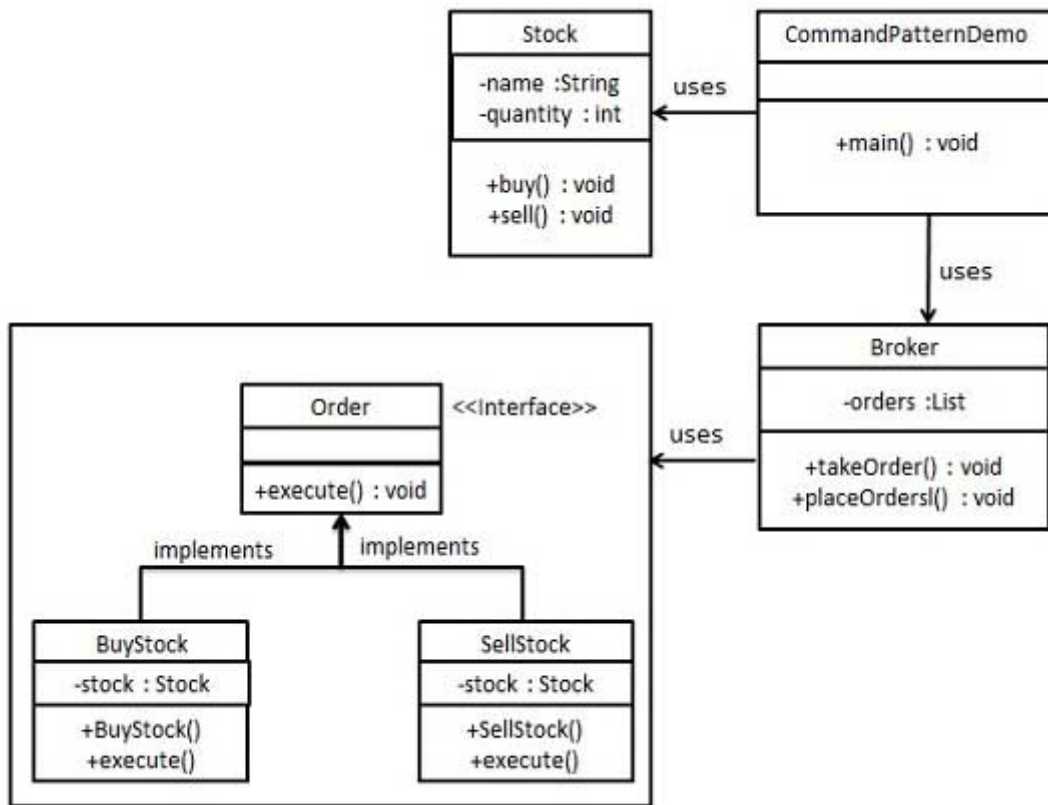 Stock
-name :String
-quantity : int
+buy() : void
+sell() : void
uses
CommandPatternDemo
+main() : void
uses
Broker
-orders :List
+takeOrder() : void
+placeOrdersl() : void
uses
Order
<<Interface>>
+execute() : void
implements
implements
BuyStock
-stock : Stock
+BuyStock()
+execute()
SellStock
-stock : Stock
+SellStock()
+execute()